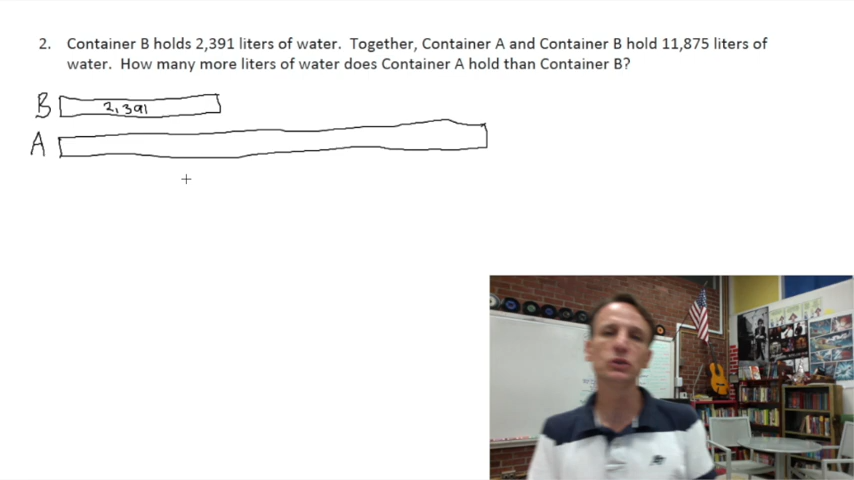 2. Container B holds 2,391 liters of water. Together, Container A and Container B hold 11,875 liters of
water. How many more liters of water does Container A hold than Container B?
B 2,391
A